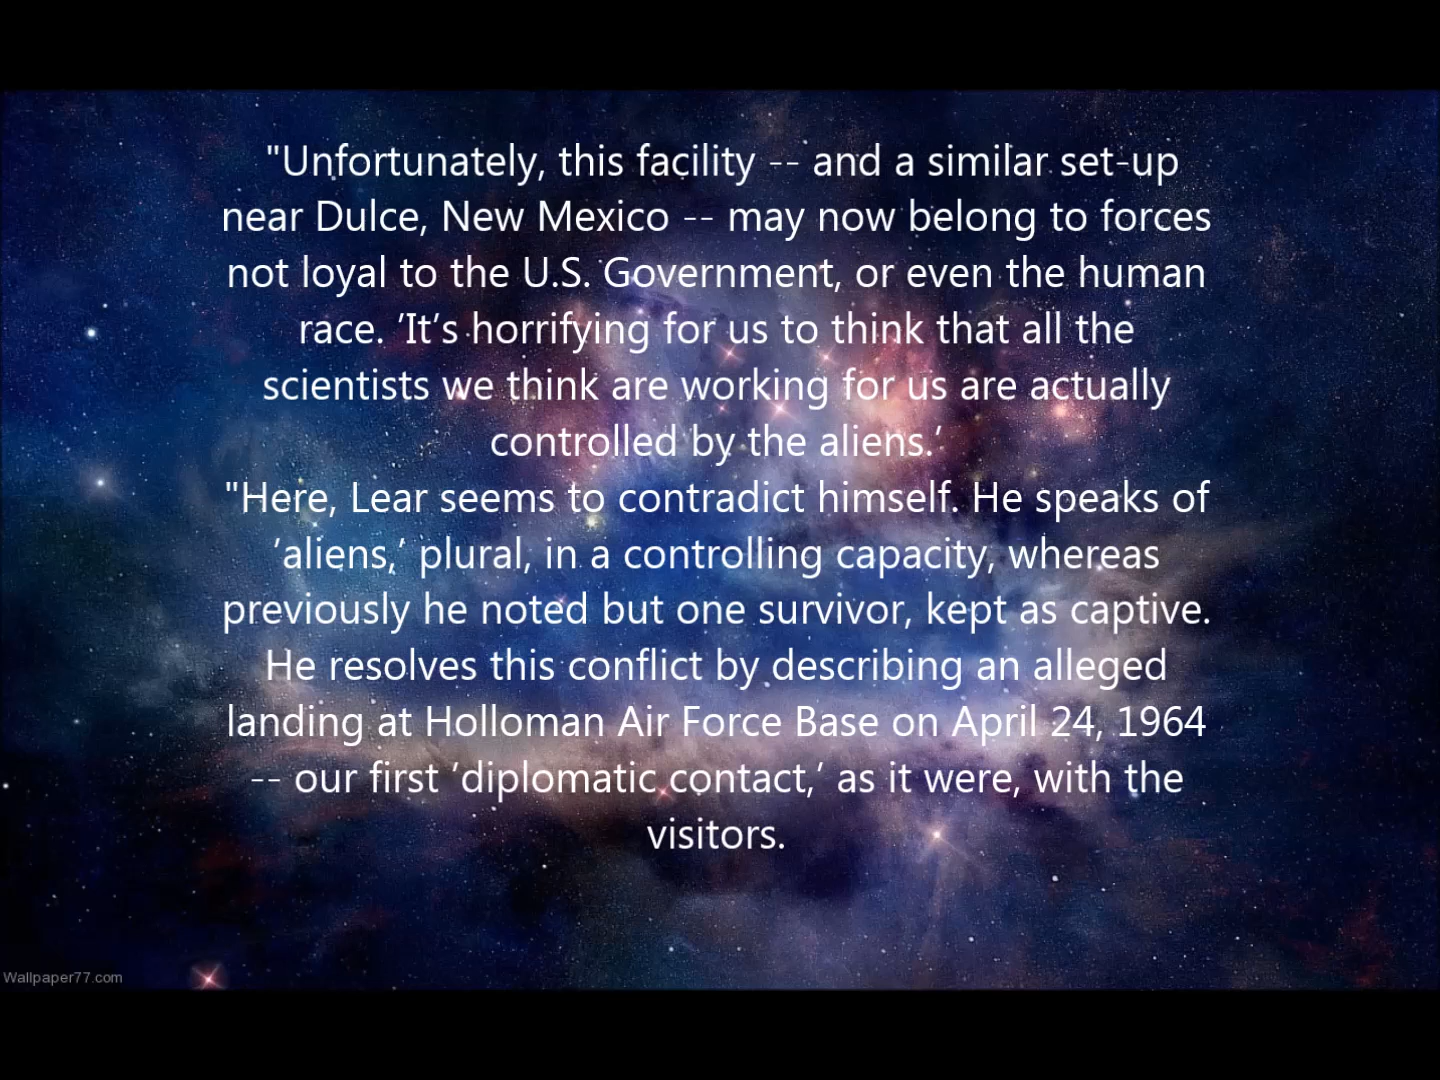 "Unfortunately, this facility -- and a similar set-up
near Dulce, New Mexico -- may now belong to forces
not loyal to the U.S. Government, or even the human
race. ’It’s horrifying for us to think that all the
scientists we think are working for us are actually
controlled by the aliens.’
"Here, Lear seems to contradict himself. He speaks of
’aliens,’ plural, in a controlling capacity, whereas
previously he noted but one survivor, kept as captive.
He resolves this conflict by describing an alleged
landing at Holloman Air Force Base on April 24, 1964
-- our first ’diplomatic contact,’ as it were, with the
visitors.
Wallpaper77.com